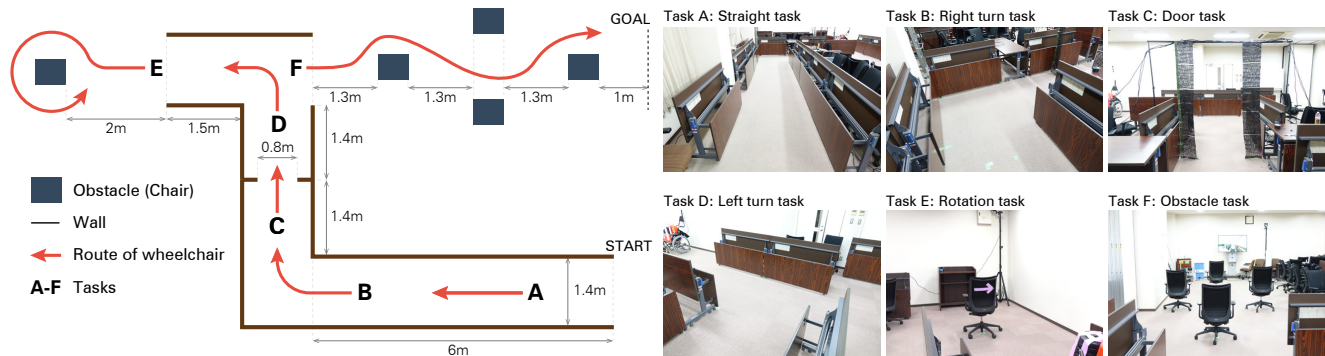 GOAL
E
F
1.3m
1.3m
1.3m
1m
2m
1.5m
D
1.4m
0.8m
Obstacle (Chair)
Wall
Route of wheelchair
A-F Tasks
C
1.4m
START
B
A
1.4m
6m
Task A: Straight task
Task B: Right turn task
Task C: Door task
Task D: Left turn task
Task E: Rotation task
Task F: Obstacle task